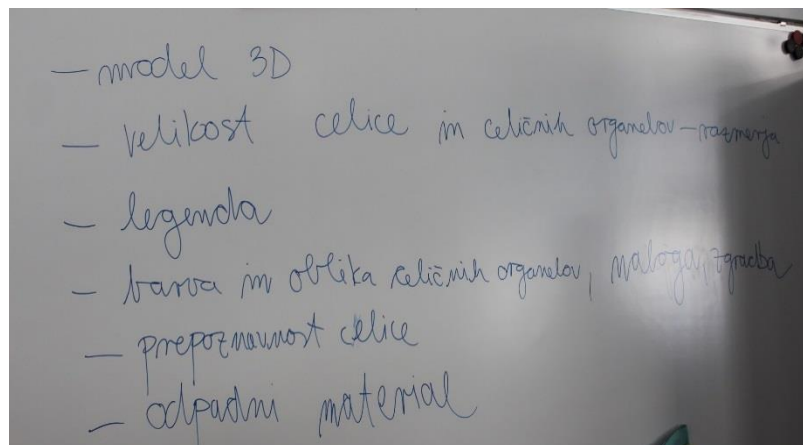 – model 3D
– velikost celice in celičnih organelov – razmerja
– legenda
– barva in oblika celičnih organelov, naloga, zgradba
– prepoznavnost celice
– odpadni material